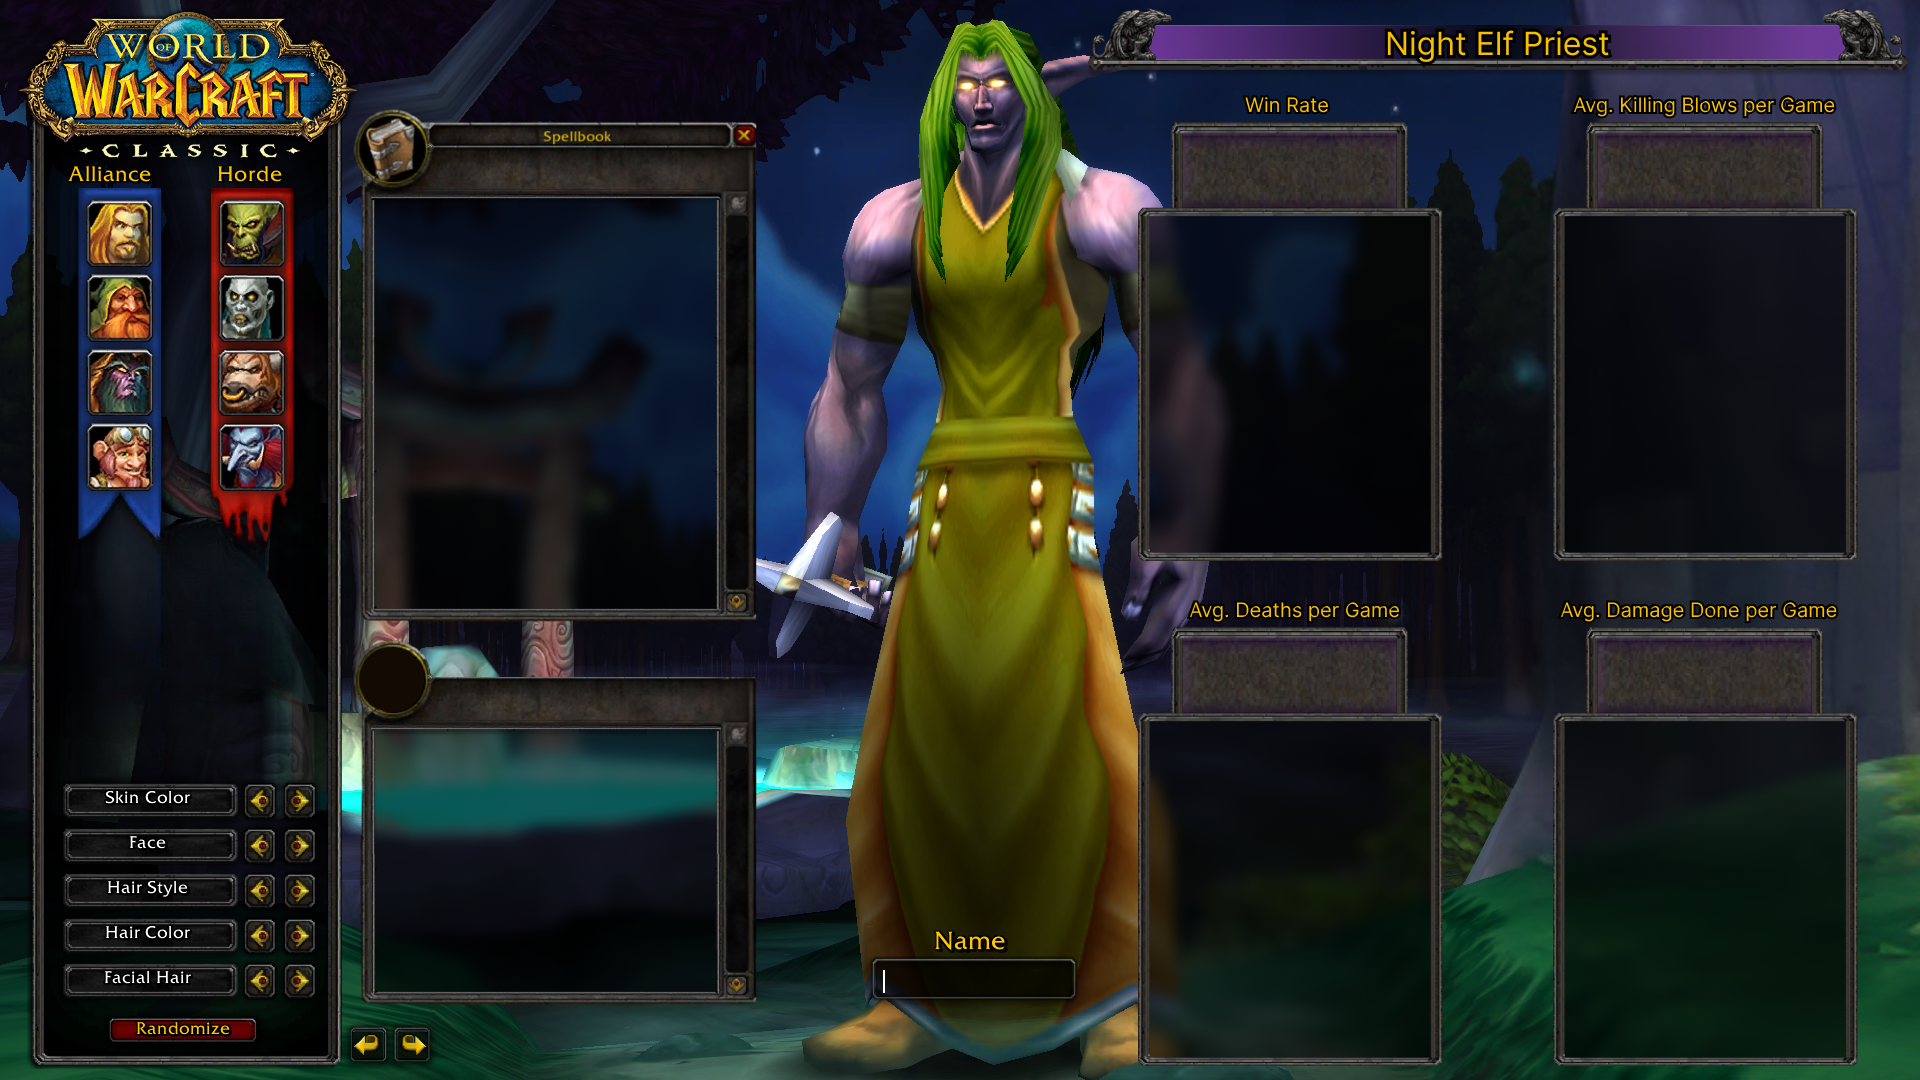 WORLD
OF
WARCRAFT
CLASSIC
Alliance
Horde
Skin Color
Face
Hair Style
Hair Color
Facial Hair
Randomize
Spellbook
Name
Night Elf Priest
Win Rate
Avg. Killing Blows per Game
Avg. Deaths per Game
Avg. Damage Done per Game